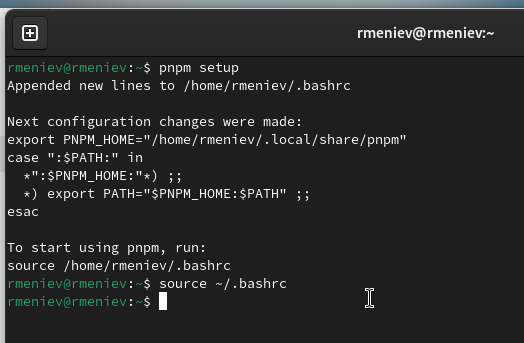 rmeniev@rmeniev:~
rmeniev@rmeniev:~$ pnpm setup
Appended new lines to /home/rmeniev/.bashrc
Next configuration changes were made:
export PNPM_HOME="/home/rmeniev/.local/share/pnpm"
case ":$PATH:" in
  *":$PNPM_HOME:"*) ;;
  *) export PATH="$PNPM_HOME:$PATH" ;;
esac
To start using pnpm, run:
source /home/rmeniev/.bashrc
rmeniev@rmeniev:~$ source ~/.bashrc
rmeniev@rmeniev:~$